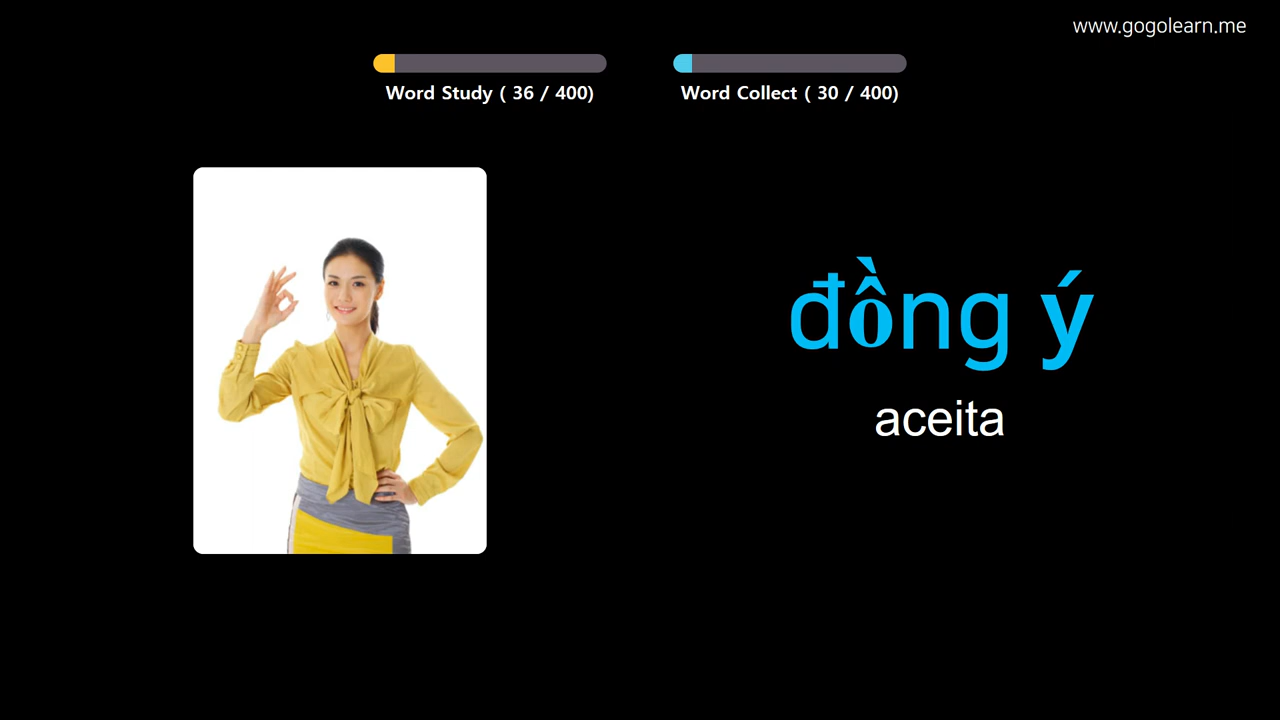 www.gogolearn.me
Word Study ( 36 / 400)
Word Collect ( 30 / 400)
đồng ý
aceita